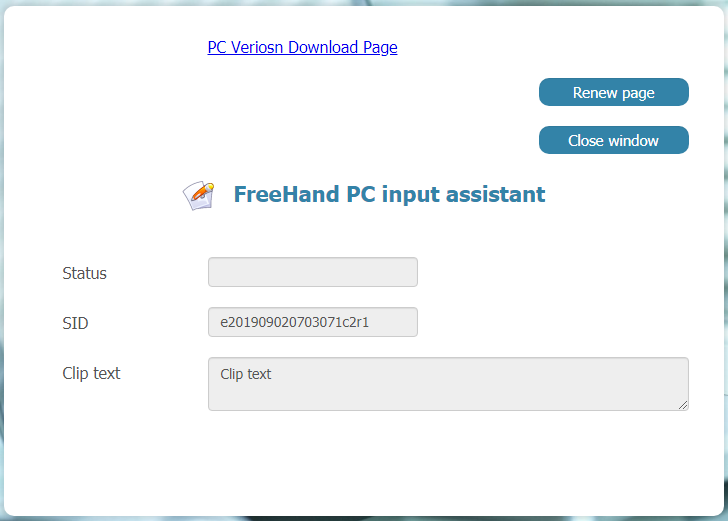 PC Veriosn Download Page
Renew page
Close window
FreeHand PC input assistant
Status
SID e201909020703071c2r1
Clip text Clip text